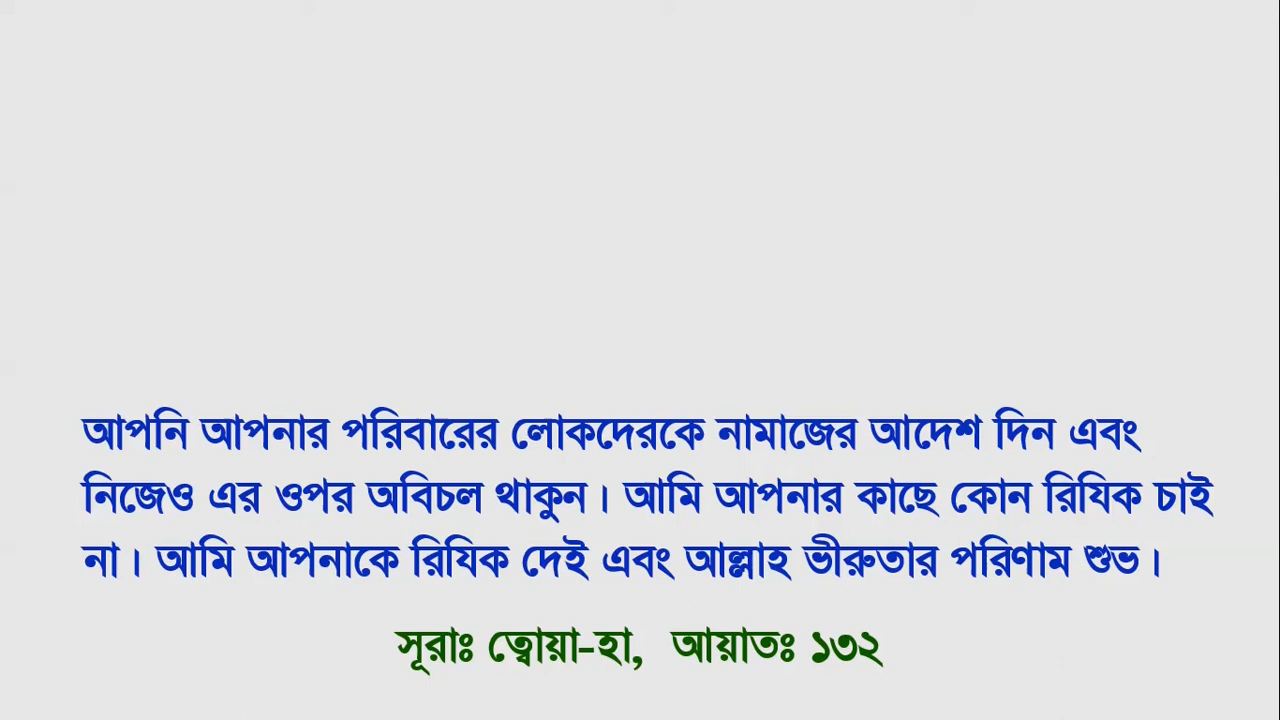 আপনি আপনার পরিবারের লোকদেরকে নামাজের আদেশ দিন এবং
নিজেও এর ওপর অবিচল থাকুন। আমি আপনার কাছে কোন রিযিক চাই
না। আমি আপনাকে রিযিক দেই এবং আল্লাহ ভীরুতার পরিণাম শুভ।
সূরাঃ ত্বোয়া-হা, আয়াতঃ ১৩২